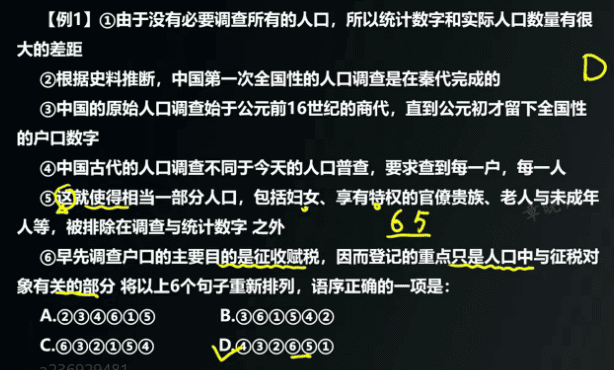 【例1】①由于没有必要调查所有的人口，所以统计数字和实际人口数量有很
大的差距
D
②根据史料推断，中国第一次全国性的人口调查是在秦代完成的
③中国的原始人口调查始于公元前16世纪的商代，直到公元初才留下全国性
的户口数字
④中国古代的人口调查不同于今天的人口普查，要求查到每一户，每一人
⑤这就使得相当一部分人口，包括妇女、享有特权的官僚贵族、老人与未成年
人等，被排除在调查与统计数字 之外
65
⑥早先调查户口的主要目的是征收赋税，因而登记的重点只是人口中与征税对
象有关的部分 将以上6个句子重新排列，语序正确的一项是：
A.②③④⑥①⑤ B.③⑥①⑤④②
C.⑥③②①⑤④ D.④③②⑥⑤①
a236929481